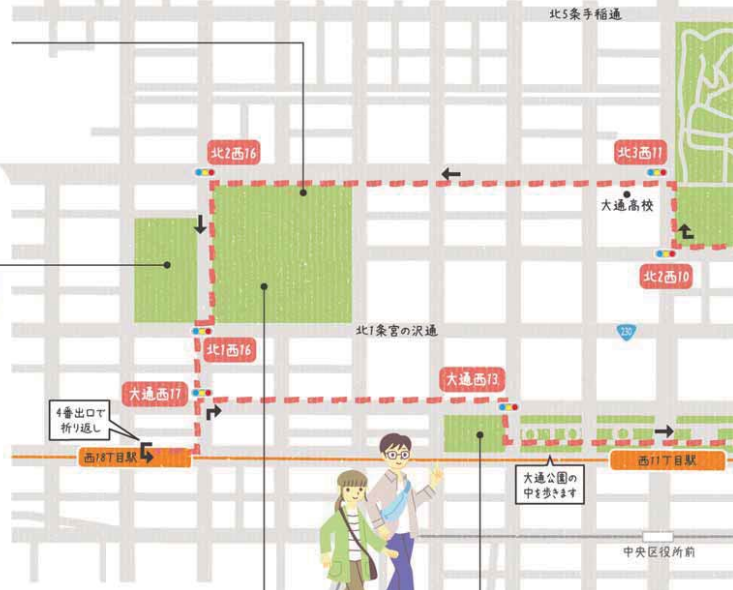 北5条手稲通
北2西16
北3西11
大通高校
北2西10
北1条宮の沢通
230
北1西16
大通西17
大通西13
4番出口で
折り返し
西18丁目駅
西11丁目駅
大通公園の
中を歩きます
中央区役所前